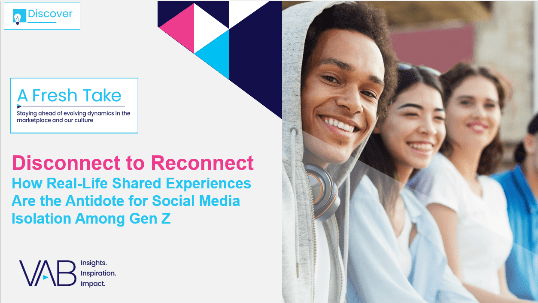 Discover
A Fresh Take
Staying ahead of evolving dynamics in the
marketplace and our culture
Disconnect to Reconnect
How Real-Life Shared Experiences
Are the Antidote for Social Media
Isolation Among Gen Z
VAB
Insights.
Inspiration.
Impact.